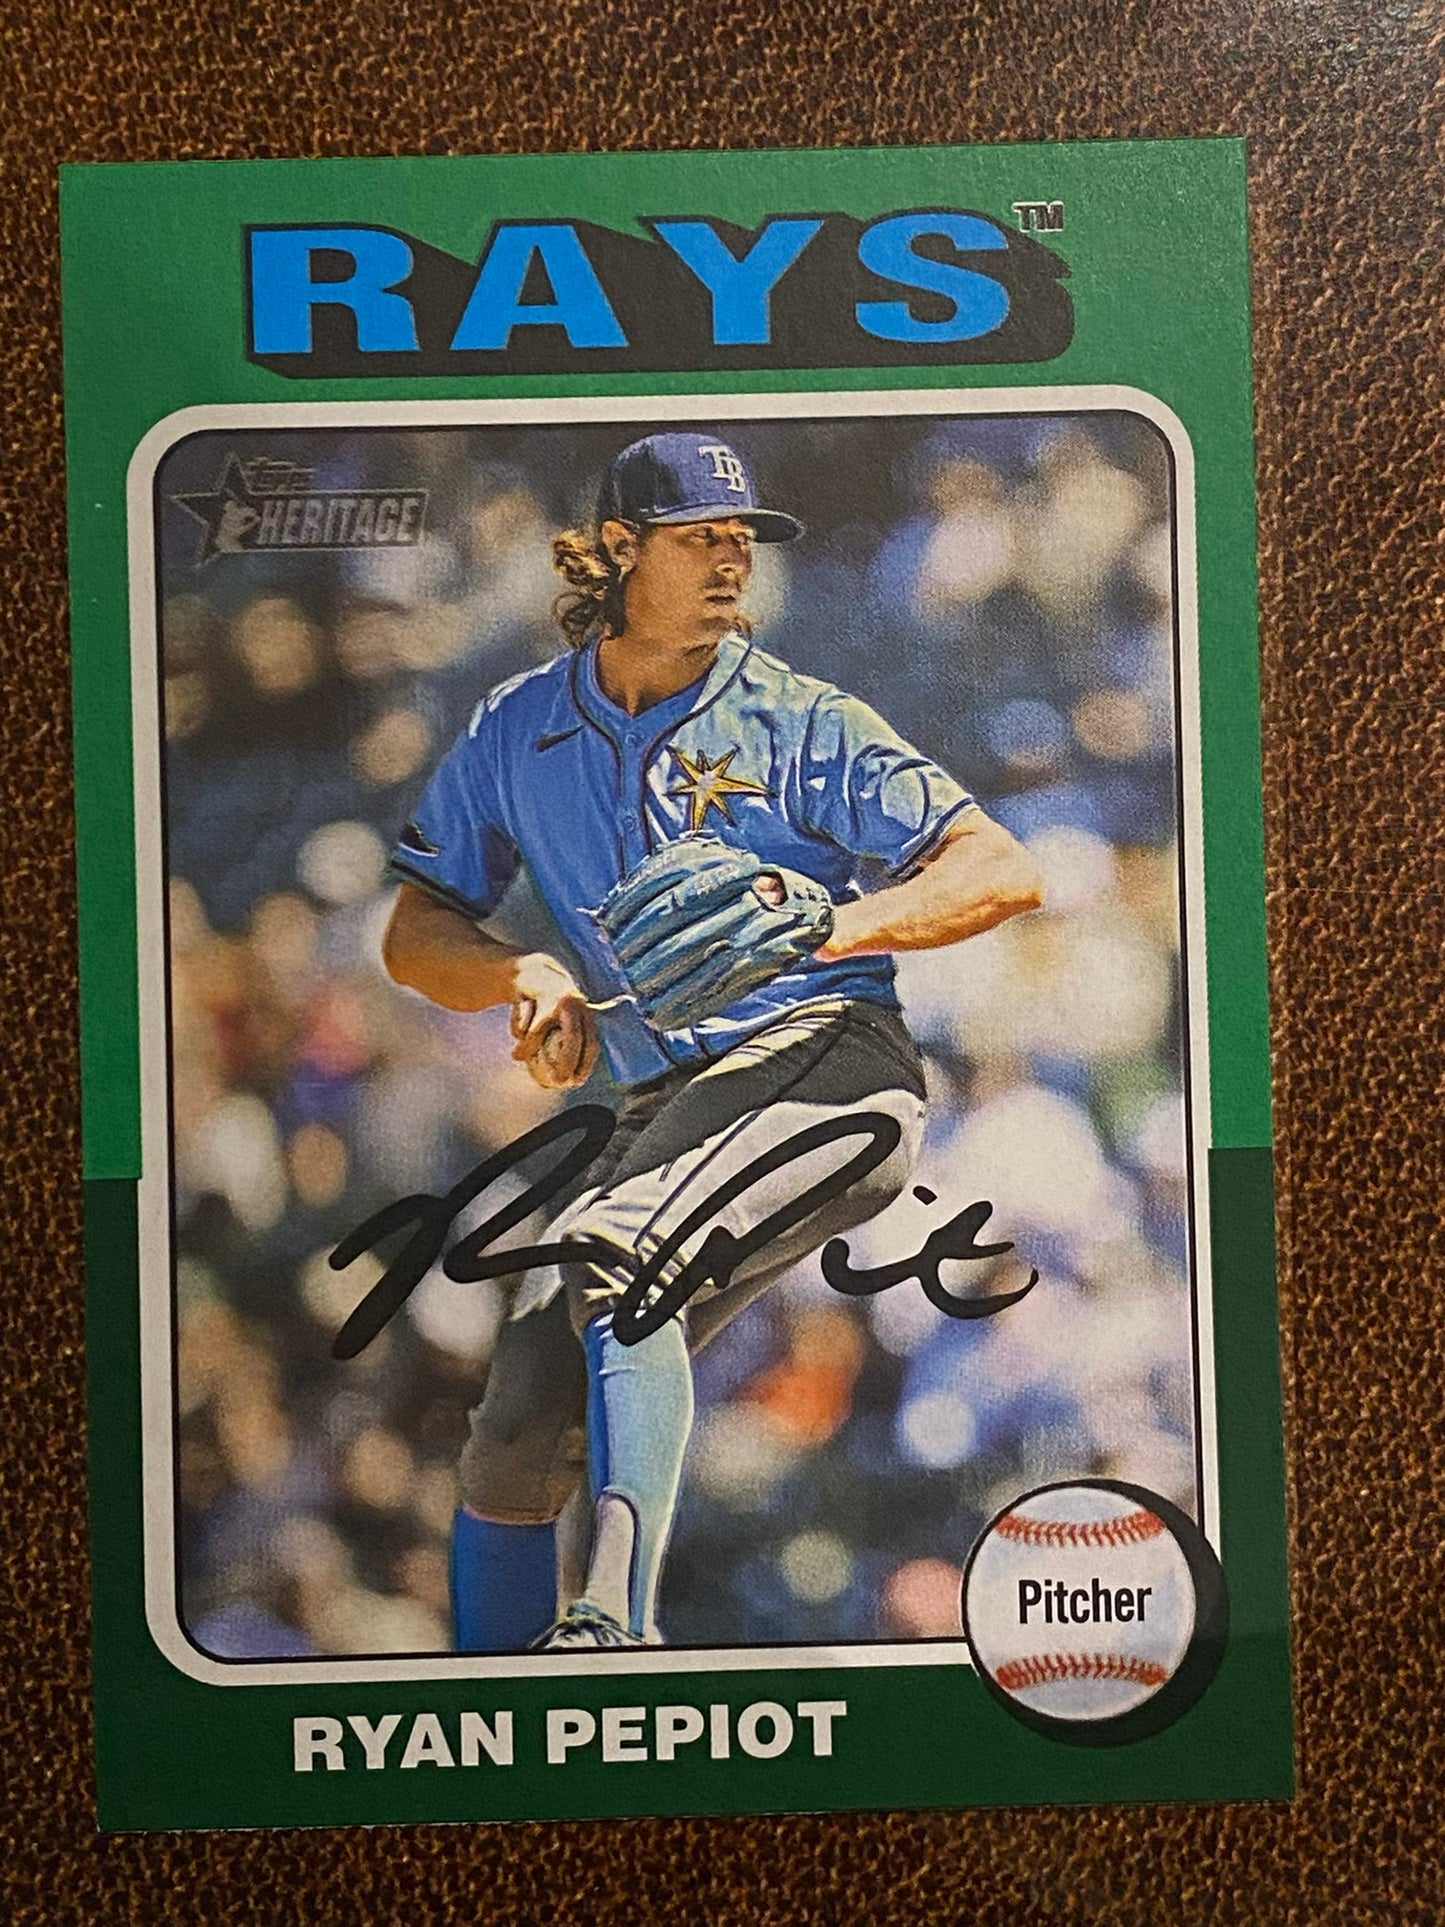 RAYS™
Topps
HERITAGE
TB
Pitcher
RYAN PEPIOT